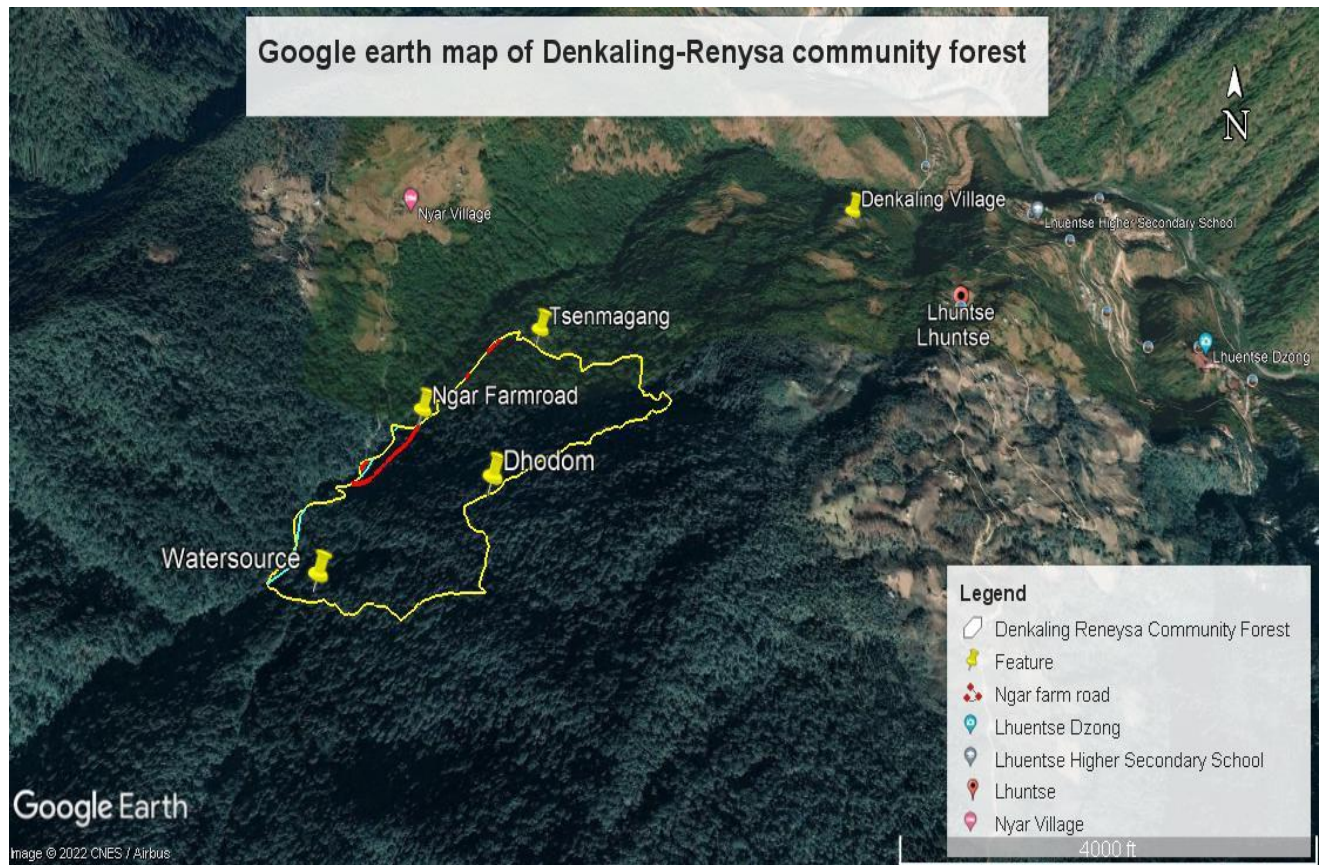 Google earth map of Denkaling-Renysa community forest
N
Nyar Village
Denkaling Village
Lhuentse Higher Secondary School
Tsenmagang
Lhuntse
Lhuntse
Lhuentse Dzong
Ngar Farmroad
Dhodom
Watersource
Legend
Denkaling Reneysa Community Forest
Feature
Ngar farm road
Lhuentse Dzong
Lhuentse Higher Secondary School
Lhuntse
Nyar Village
4000 ft
Google Earth
Image © 2022 CNES / Airbus